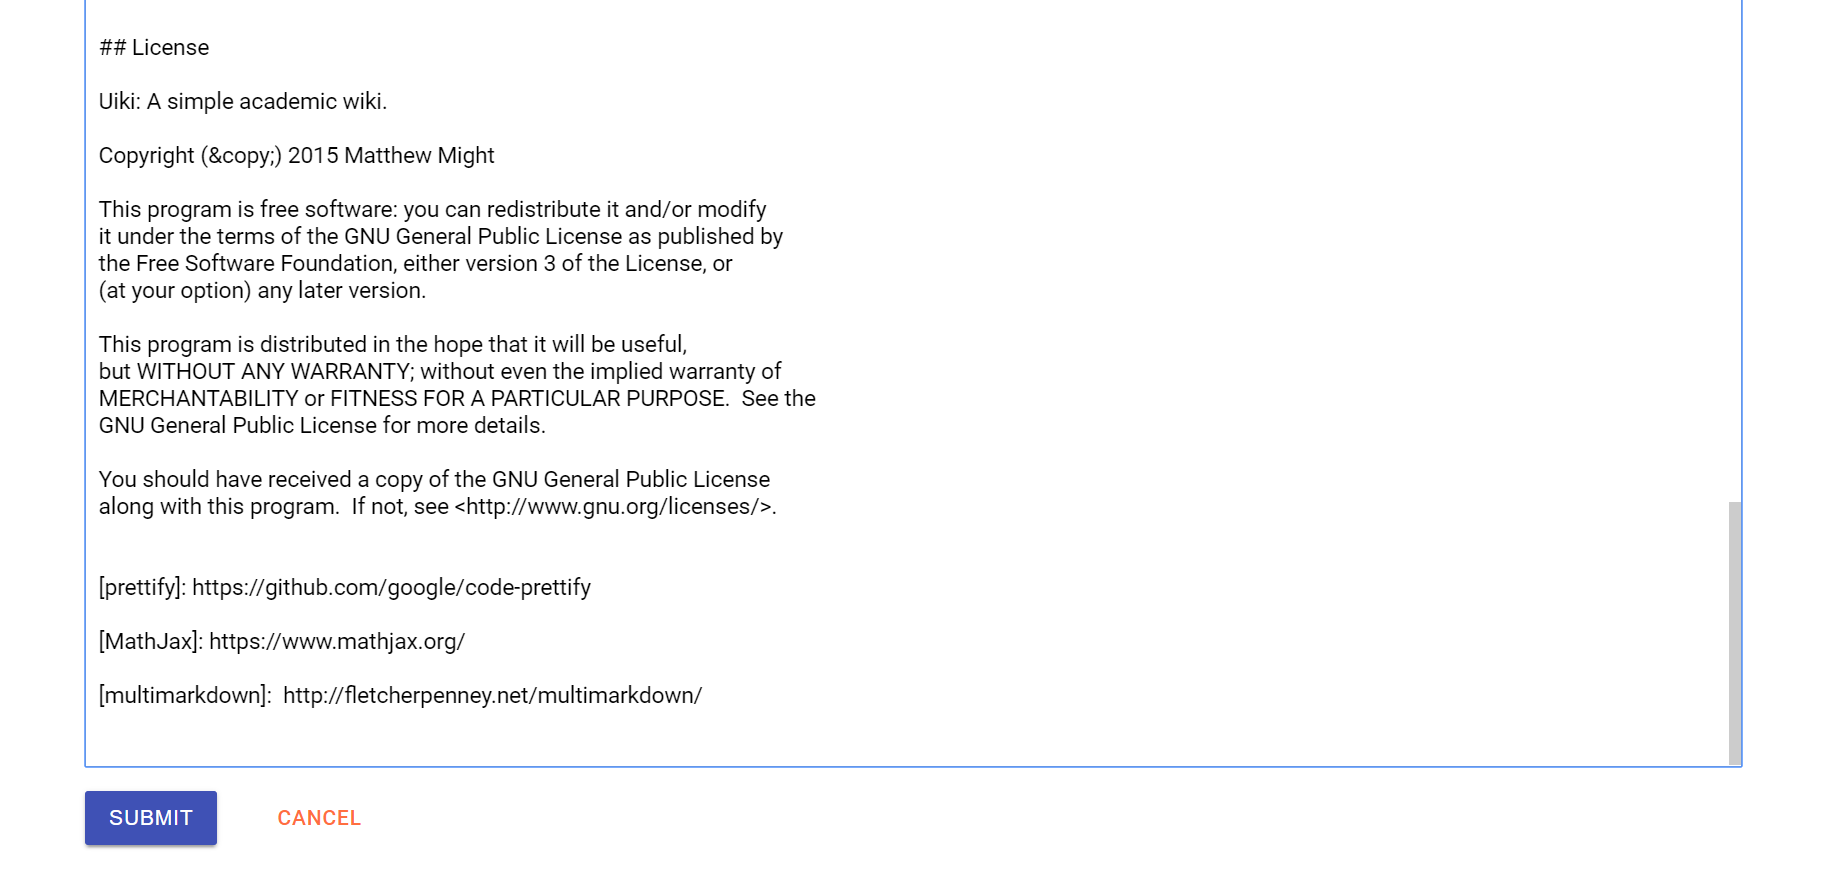 ## License
Uiki: A simple academic wiki.
Copyright (&copy;) 2015 Matthew Might
This program is free software: you can redistribute it and/or modify
it under the terms of the GNU General Public License as published by
the Free Software Foundation, either version 3 of the License, or
(at your option) any later version.
This program is distributed in the hope that it will be useful,
but WITHOUT ANY WARRANTY; without even the implied warranty of
MERCHANTABILITY or FITNESS FOR A PARTICULAR PURPOSE.  See the
GNU General Public License for more details.
You should have received a copy of the GNU General Public License
along with this program.  If not, see <http://www.gnu.org/licenses/>.
[prettify]: https://github.com/google/code-prettify
[MathJax]: https://www.mathjax.org/
[multimarkdown]:  http://fletcherpenney.net/multimarkdown/
SUBMIT CANCEL